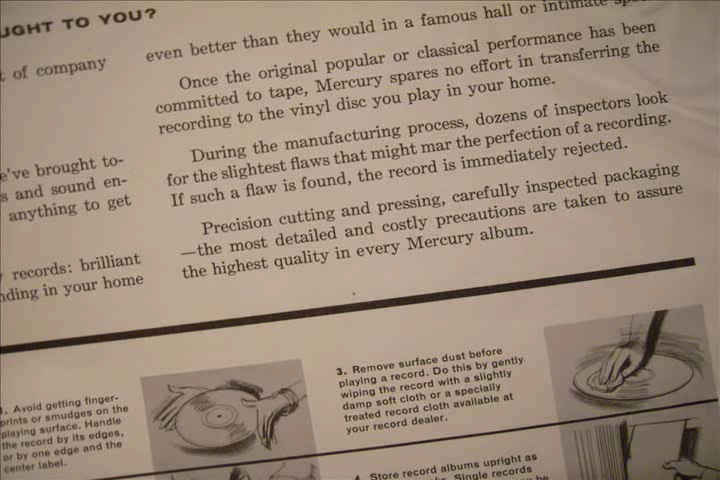 UGHT TO YOU?
t of company
e've brought to-
s and sound en-
anything to get
records: brilliant
nding in your home
even better than they would in a famous hall or intimate
Once the original popular or classical performance has been
committed to tape, Mercury spares no effort in transferring the
recording to the vinyl disc you play in your home.
During the manufacturing process, dozens of inspectors look
for the slightest flaws that might mar the perfection of a recording.
If such a flaw is found, the record is immediately rejected.
Precision cutting and pressing, carefully inspected packaging
—the most detailed and costly precautions are taken to assure
the highest quality in every Mercury album.
1. Avoid getting finger-
prints or smudges on the
playing surface. Handle
the record by its edges,
or by one edge and the
center label.
3. Remove surface dust before
playing a record. Do this by gently
wiping the record with a slightly
damp soft cloth or a specially
treated record cloth available at
your record dealer.
4. Store record albums upright as
Single records
be